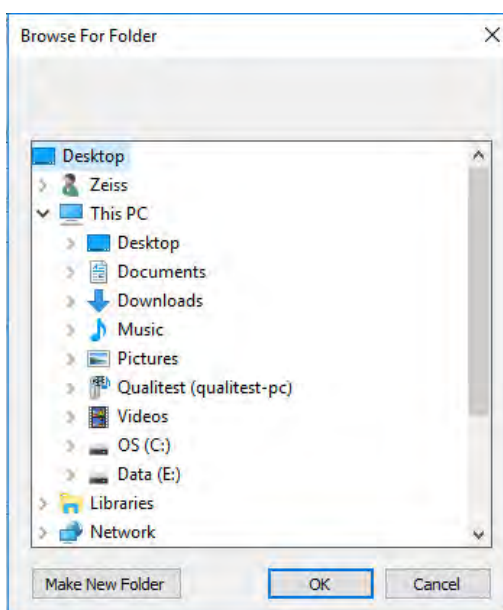 Browse For Folder
Desktop
Zeiss
This PC
Desktop
Documents
Downloads
Music
Pictures
Qualitest (qualitest-pc)
Videos
OS (C:)
Data (E:)
Libraries
Network
Make New Folder OK Cancel